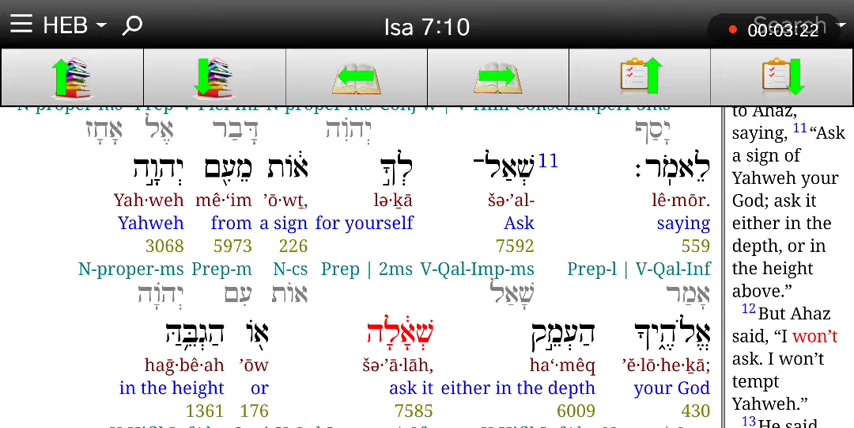 HEB
Isa 7:10
00:03:22
אָחָז אֶל דָּבַר יְהוָֹה יָסַף
לֵאמֹֽר׃ 11 שְׁאַל־ לְךָ֣ א֔וֹת מֵעִ֖ם יְהוָ֣ה
Yah·weh mê·‘im ’ō·wṯ, lə·ḵā šə·’al- lê·mōr.
Yahweh from a sign for yourself Ask saying
3068 5973 226 7592 559
N-proper-ms Prep-m N-cs Prep | 2ms V-Qal-Imp-ms Prep-l | V-Qal-Inf
אָמַר שָׁאַל אוֹת עִם יְהוָֹה
אֱלֹהֶ֑יךָ הַעְמֵ֣ק שְׁאָ֔לָה א֖וֹ הַגְבֵּ֥הַּ
haḡ·bê·ah ’ōw šə·’ā·lāh, ha‘·mêq ’ĕ·lō·he·ḵā;
in the height or ask it either in the depth your God
1361 176 7585 6009 430
to Ahaz,
saying, 11“Ask
a sign of
Yahweh your
God; ask it
either in the
depth, or in
the height
above.”
12But Ahaz
said, “I won’t
ask. I won’t
tempt
Yahweh.”
13He said,